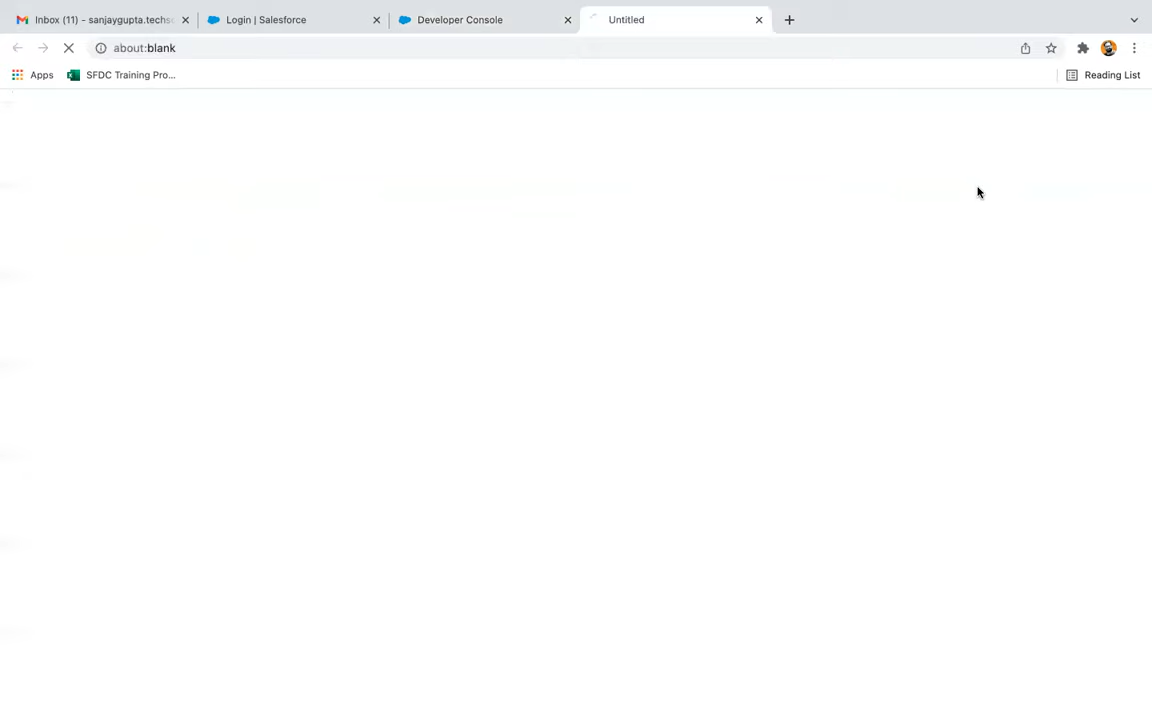 Inbox (11) - sanjaygupta.techs
Login | Salesforce
Developer Console
Untitled
about:blank
Apps
SFDC Training Pro...
Reading List